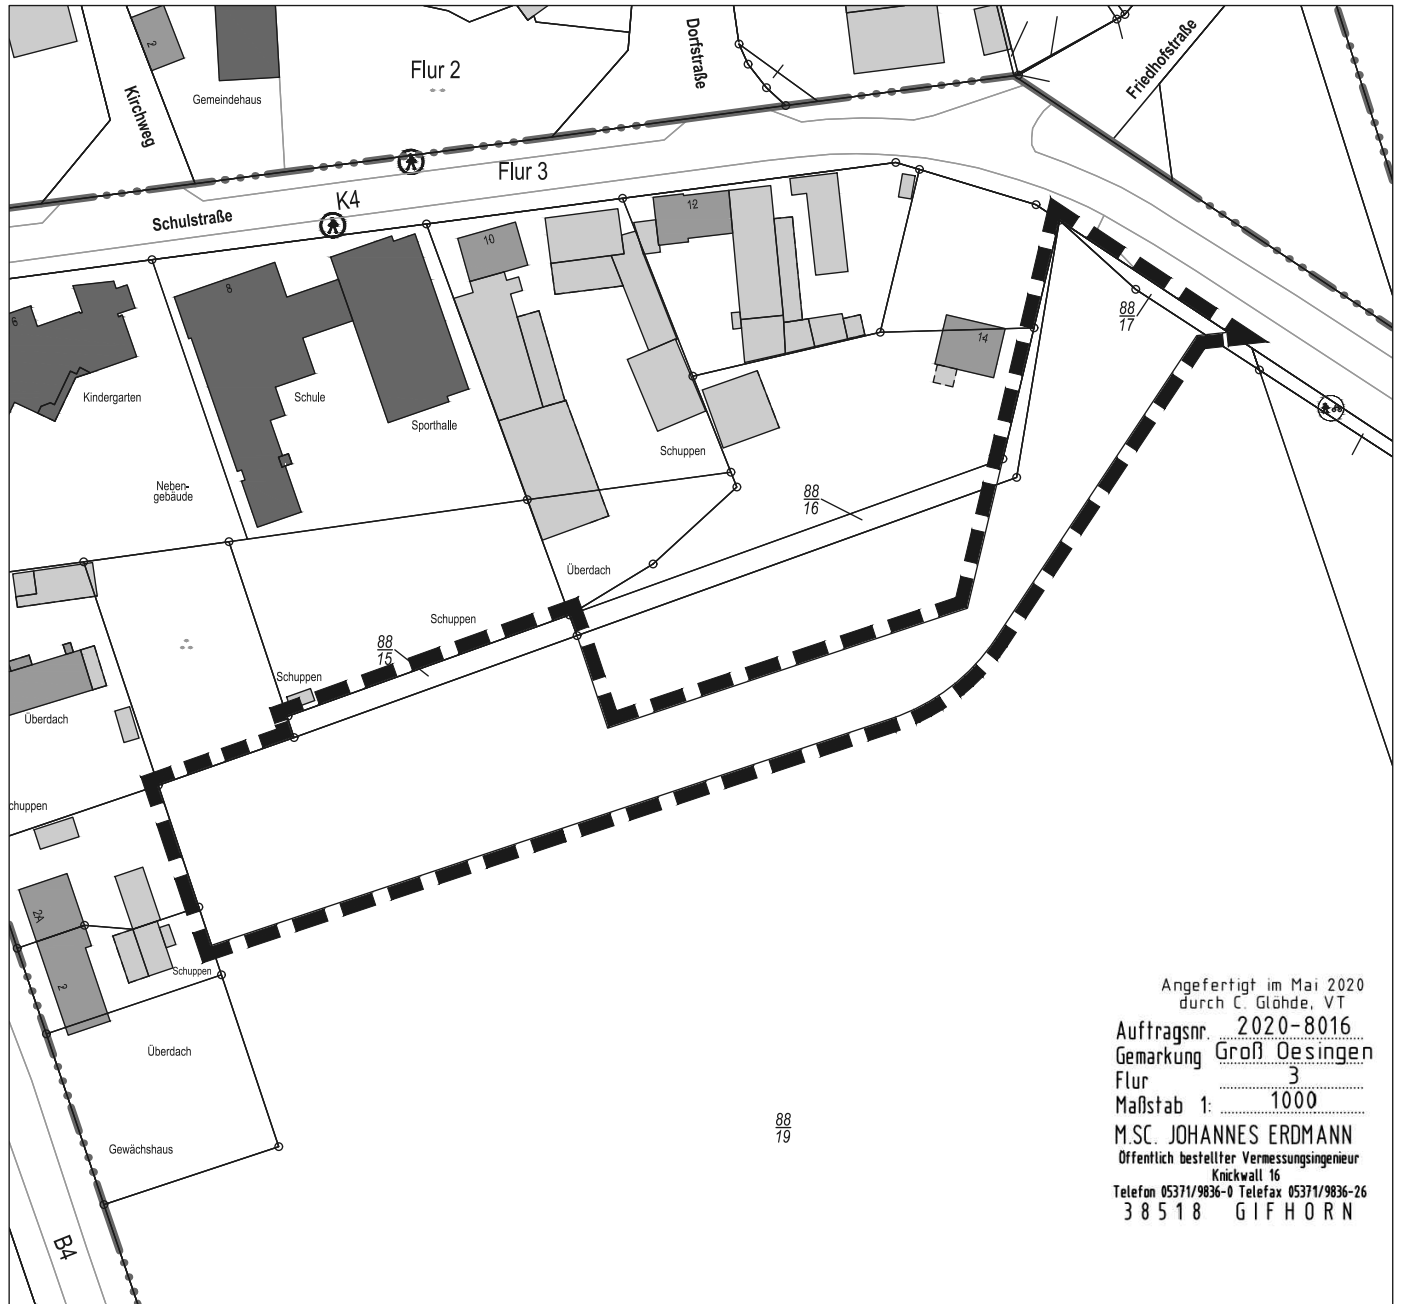 Kirchweg
2
Gemeindehaus
Flur 2
Dorfstraße
Friedhofstraße
Flur 3
K4
Schulstraße
6
Kindergarten
8
Schule
Sporthalle
10
12
14
88
17
Neben-
gebäude
Schuppen
88
16
Überdach
Schuppen
88
15
Schuppen
Überdach
chuppen
2A
2
Schuppen
Überdach
Gewächshaus
B4
88
19
Angefertigt im Mai 2020
durch C. Glöhde, VT
Auftragsnr. 2020-8016
Gemarkung Groß Oesingen
Flur 3
Maßstab 1: 1000
M.SC. JOHANNES ERDMANN
Öffentlich bestellter Vermessungsingenieur
Knickwall 16
Telefon 05371/9836-0 Telefax 05371/9836-26
38518 GIFHORN